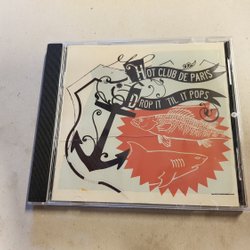 HOT CLUB DE PARIS
DROP IT 'TIL IT POPS